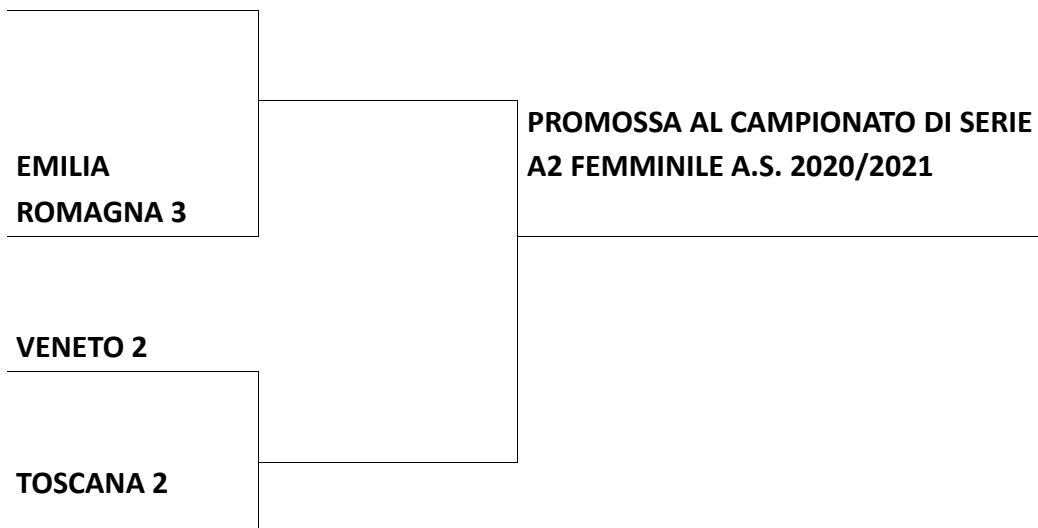 PROMOSSA AL CAMPIONATO DI SERIE
A2 FEMMINILE A.S. 2020/2021
EMILIA
ROMAGNA 3
VENETO 2
TOSCANA 2